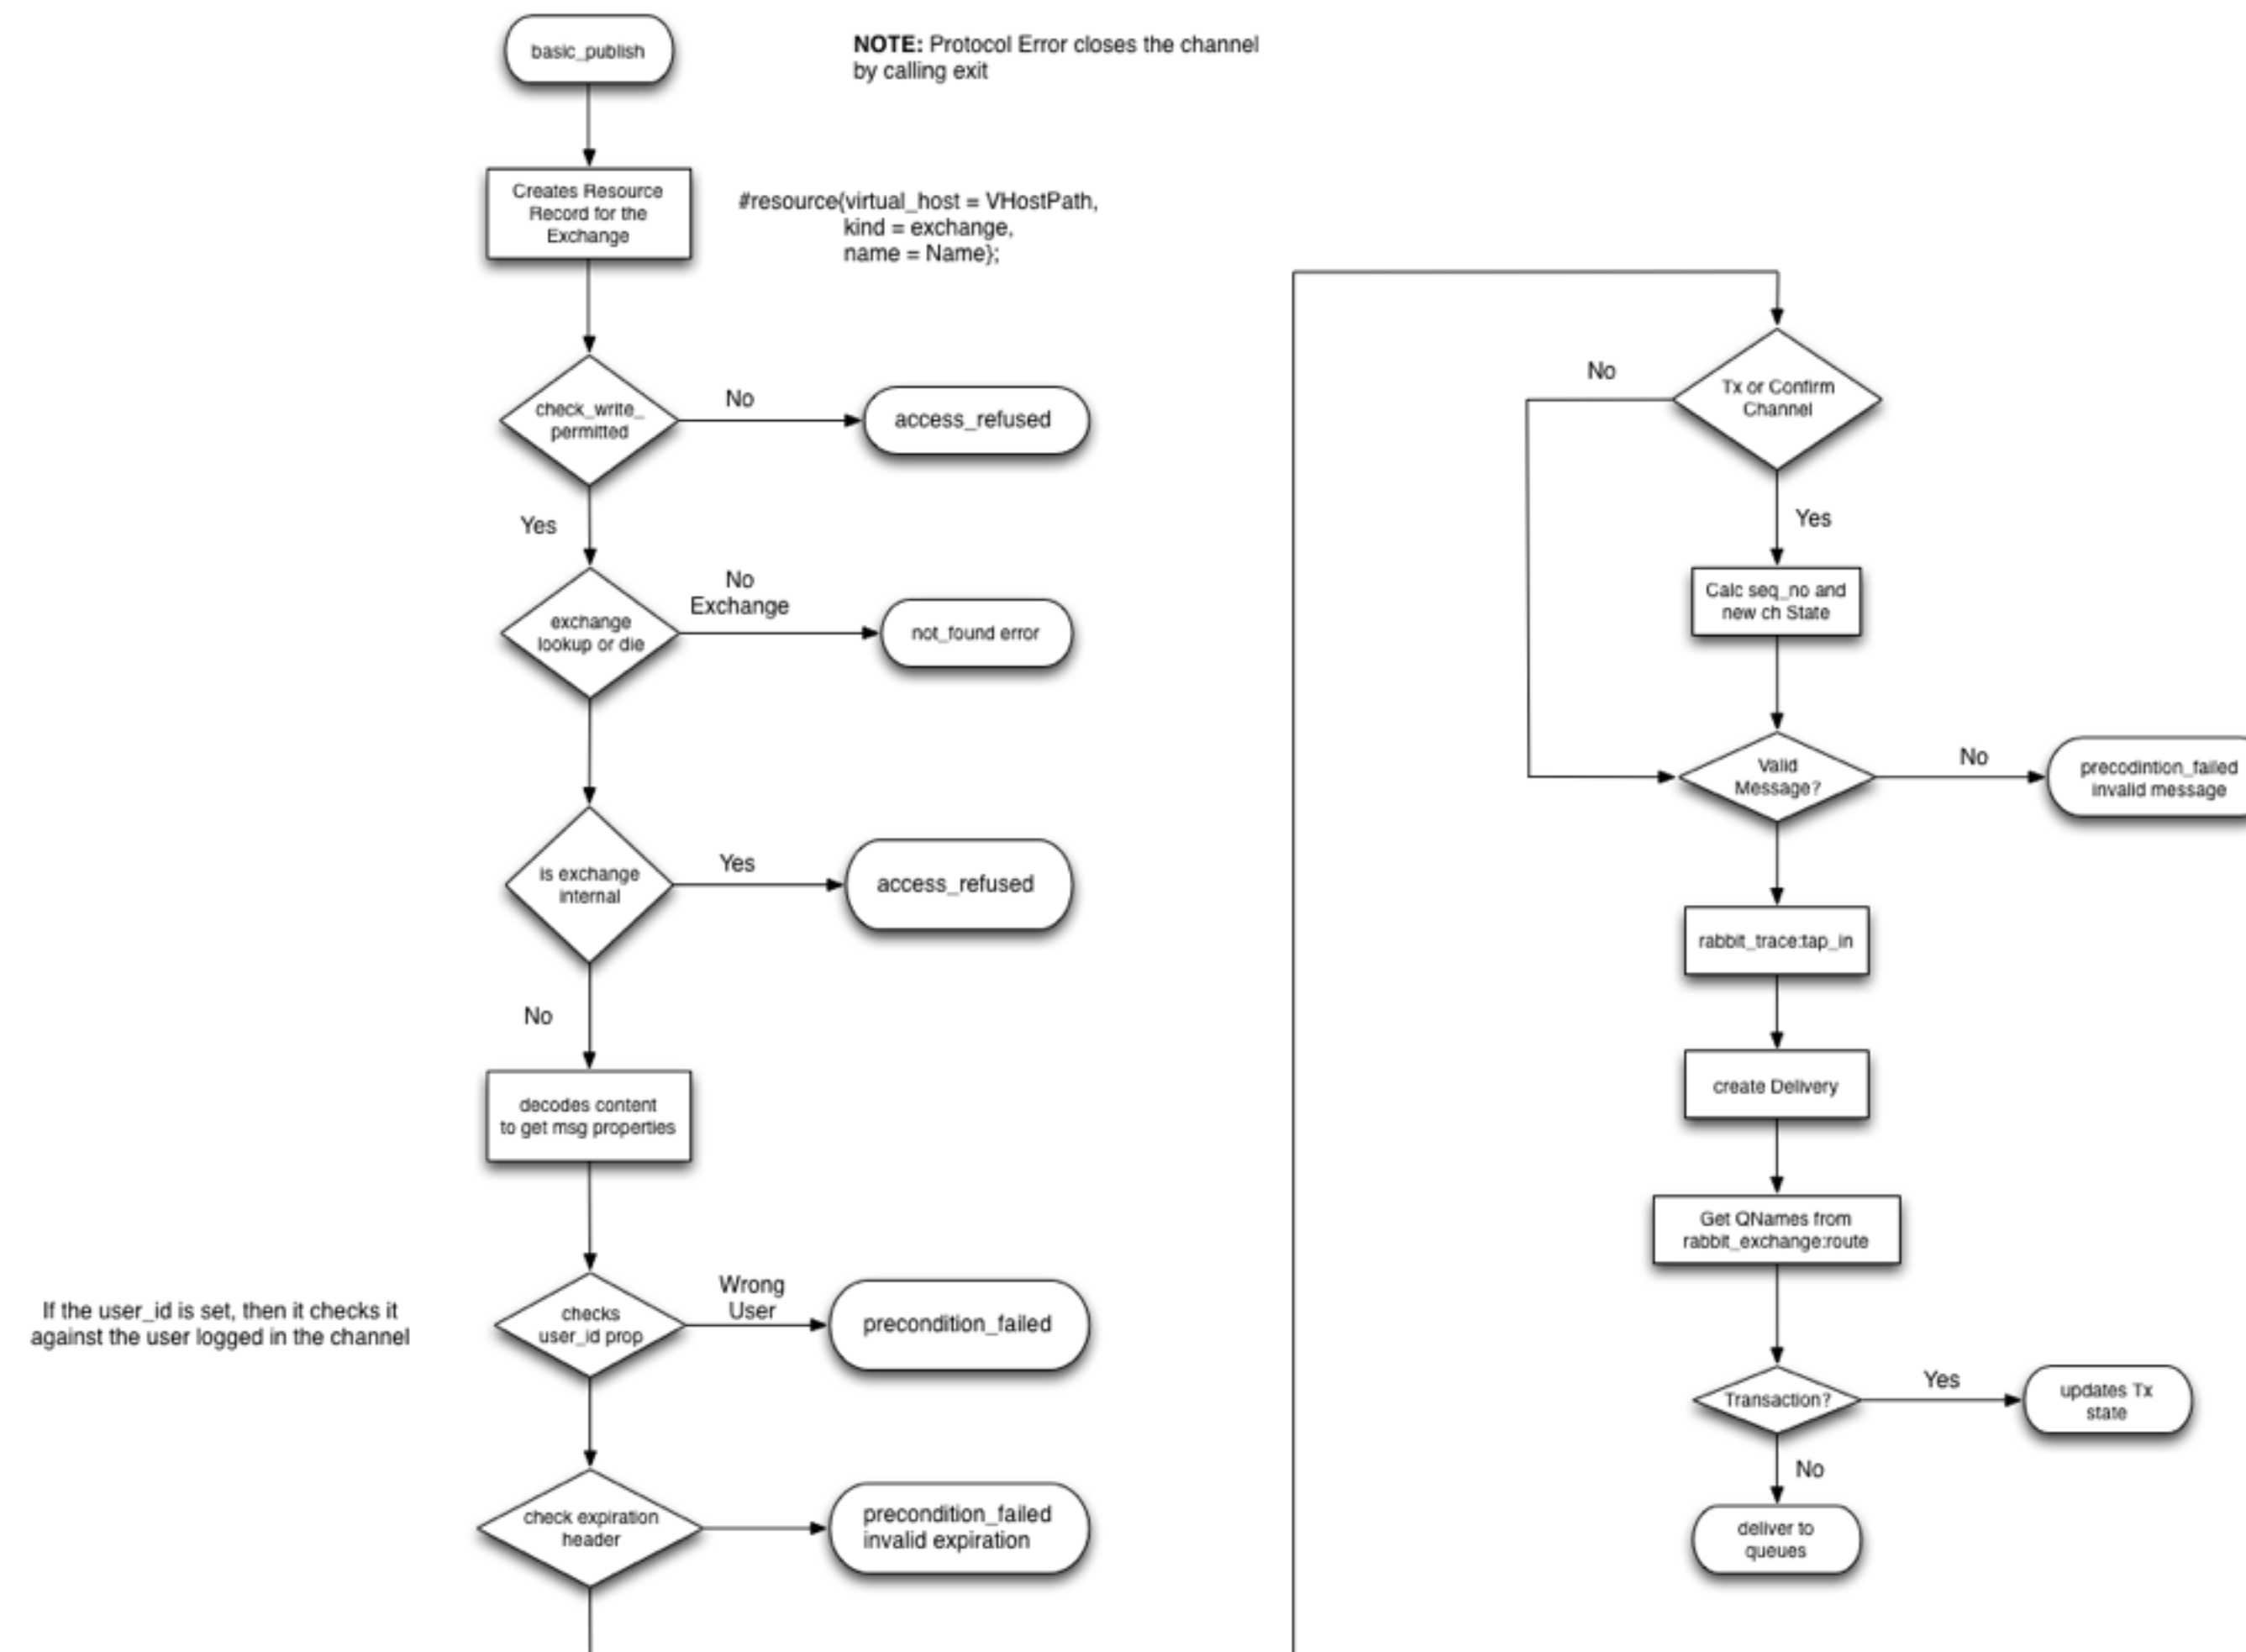 basic_publish
NOTE: Protocol Error closes the channel
by calling exit
Creates Resource
Record for the
Exchange
#resource{virtual_host = VHostPath,
kind = exchange,
name = Name};
check_write_
permitted
No
access_refused
Yes
exchange
lookup or die
No
Exchange
not_found error
is exchange
internal
Yes
access_refused
No
decodes content
to get msg properties
If the user_id is set, then it checks it
against the user logged in the channel
checks
user_id prop
Wrong
User
precondition_failed
check expiration
header
precondition_failed
invalid expiration
Tx or Confirm
Channel
No
Yes
Calc seq_no and
new ch State
Valid
Message?
No
precodintion_failed
invalid message
rabbit_trace:tap_in
create Delivery
Get QNames from
rabbit_exchange:route
Transaction?
Yes
updates Tx
state
No
deliver to
queues